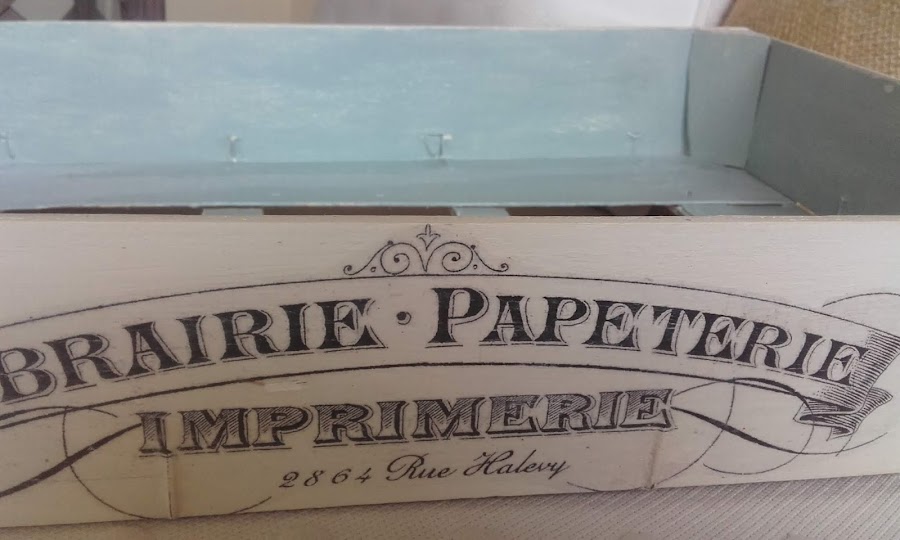 BRAIRIE · PAPETERIE
IMPRIMERIE
2864 Rue Halevy